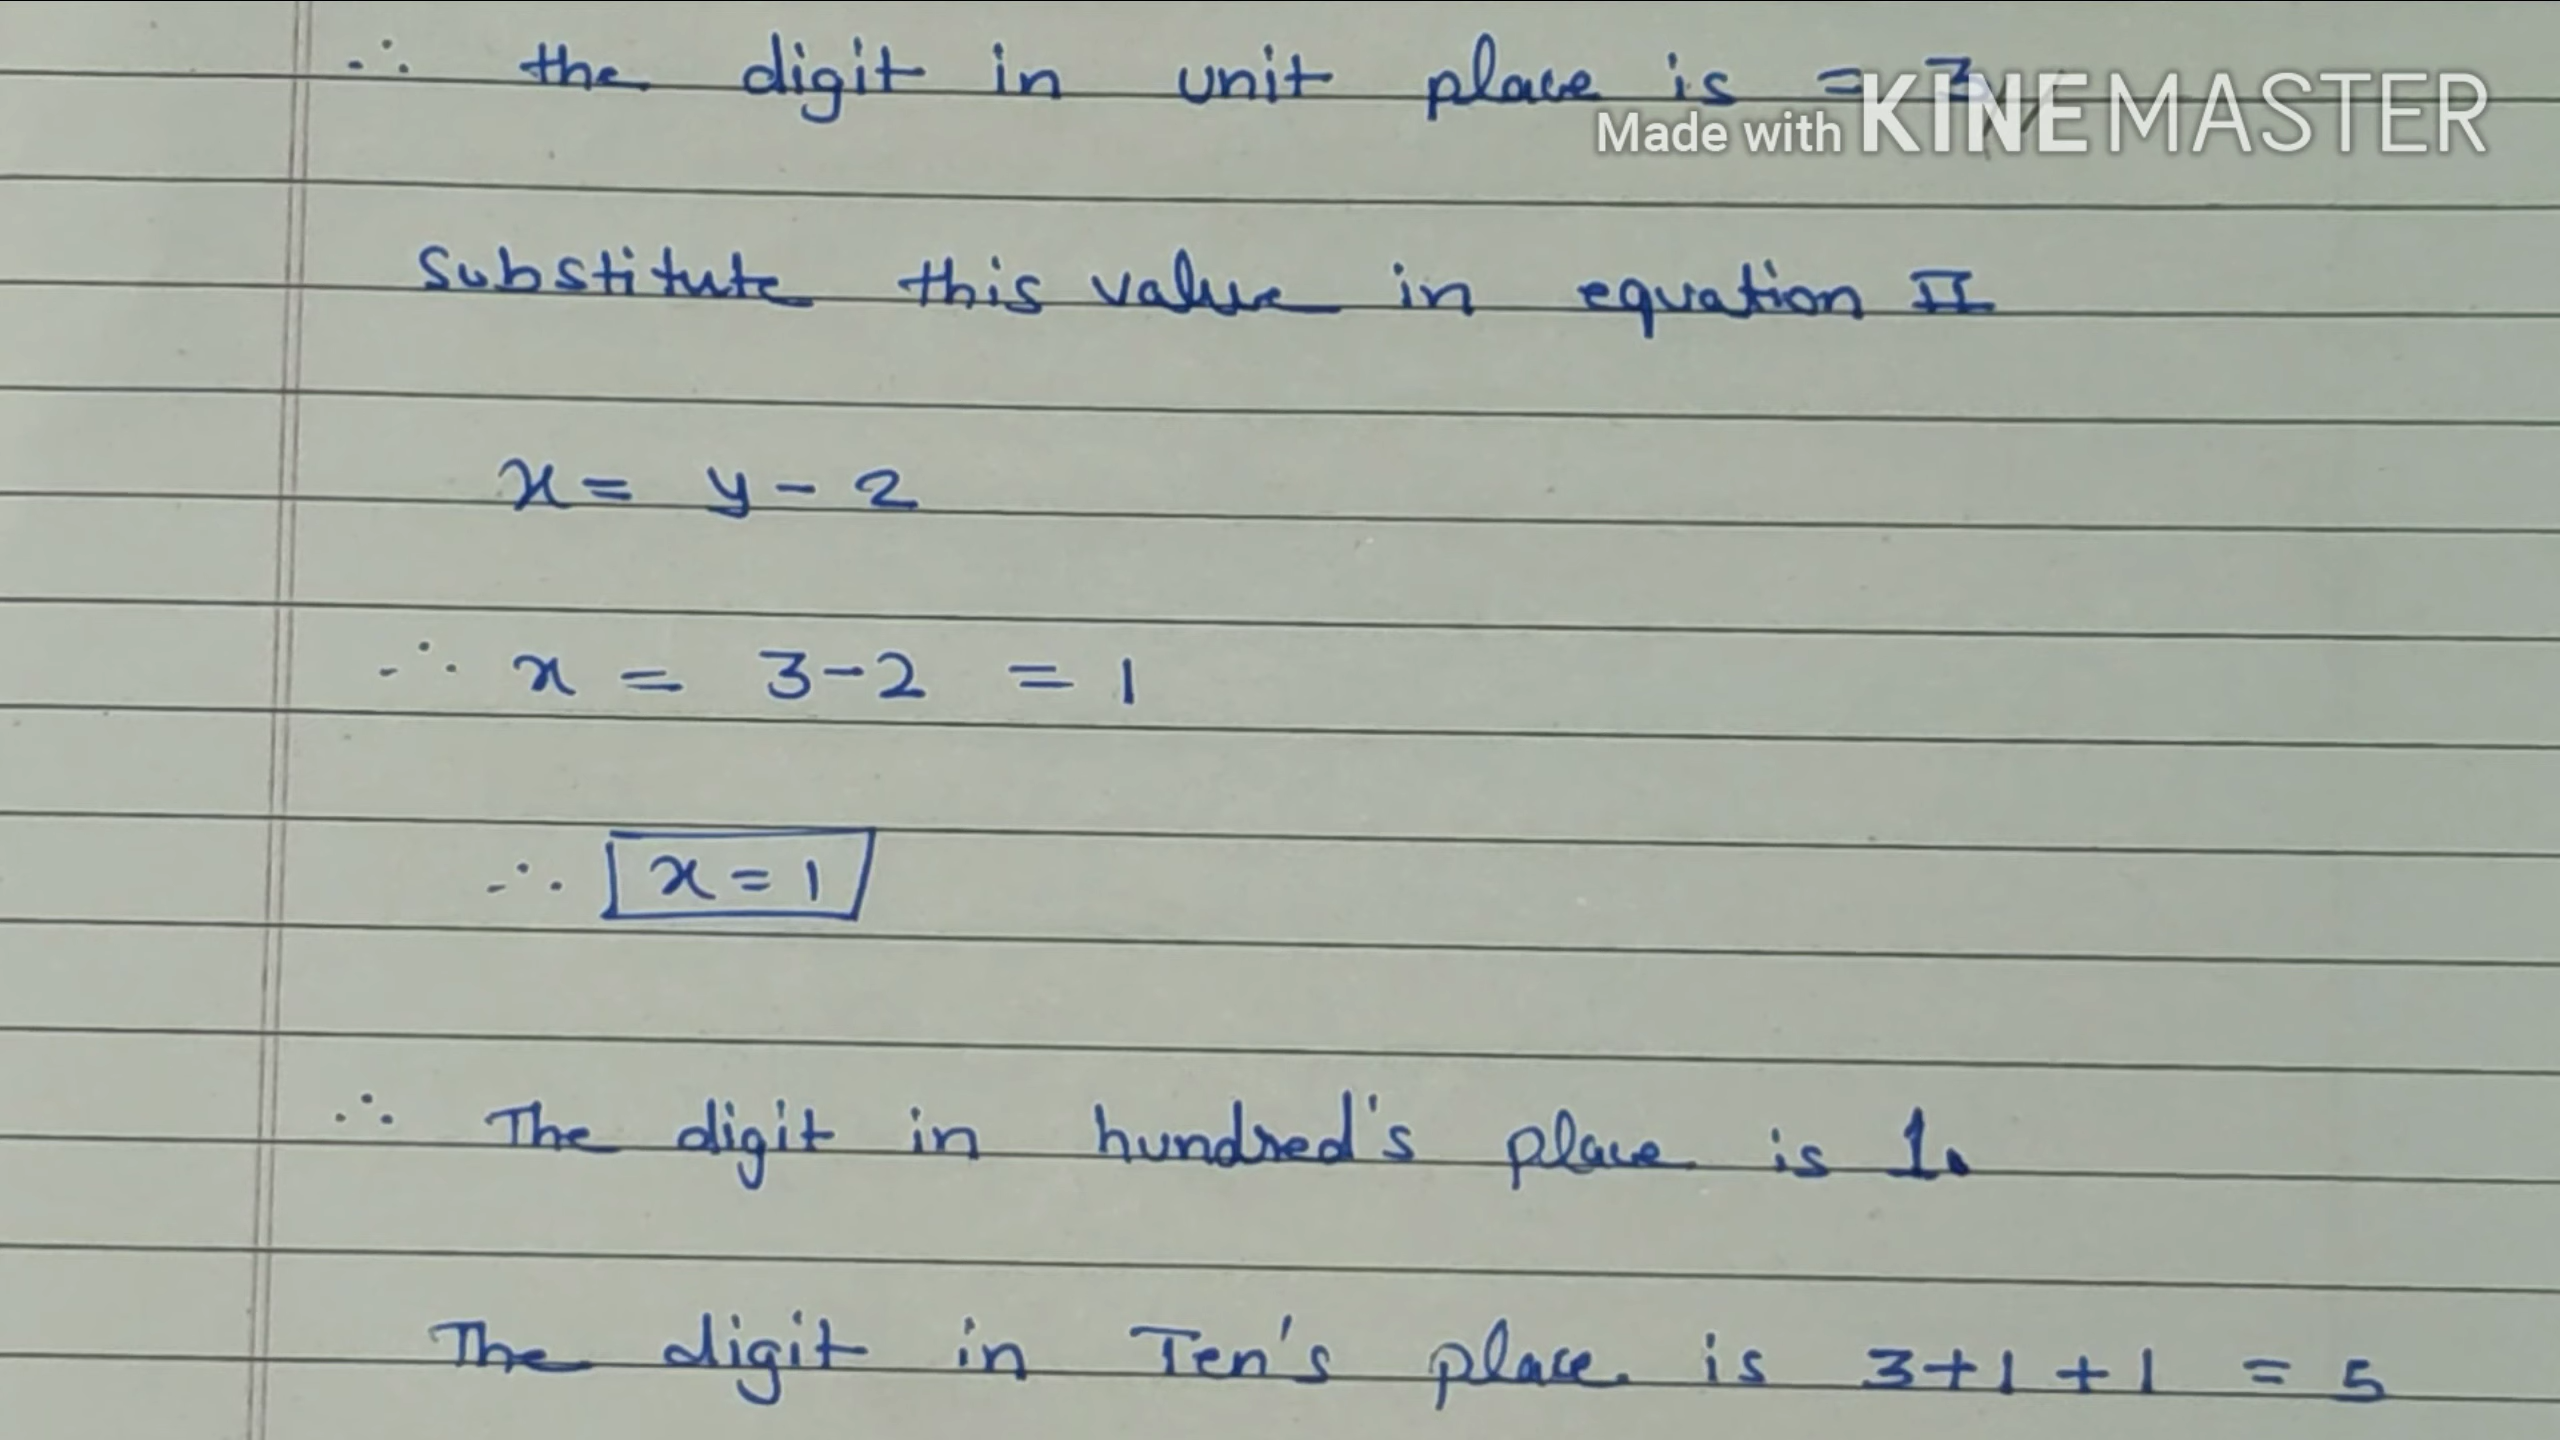 ∴ the digit in unit place is = 3
Made with KINEMASTER
Substitute this value in equation II
x = y - 2
∴ x = 3-2 = 1
∴ x = 1
∴ The digit in hundred's place is 1.
The digit in Ten's place is 3+1+1 = 5